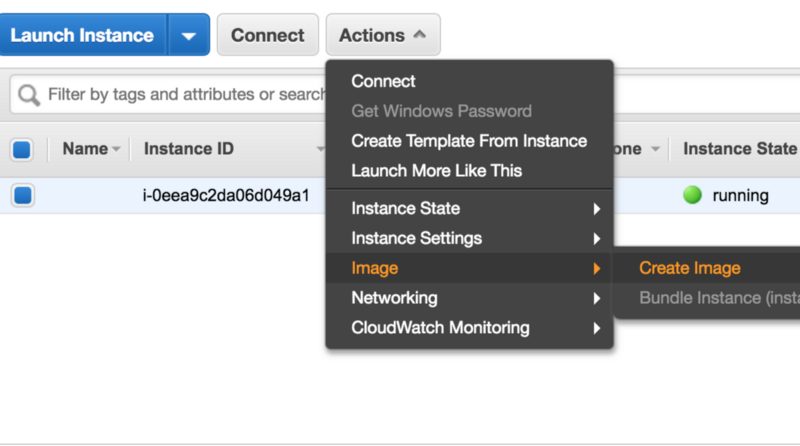 Launch Instance Connect Actions
Filter by tags and attributes or search
Name Instance ID Instance State
i-0eea9c2da06d049a1 running
Connect
Get Windows Password
Create Template From Instance
Launch More Like This
Instance State
Instance Settings
Image
Networking
CloudWatch Monitoring
Create Image
Bundle Instance